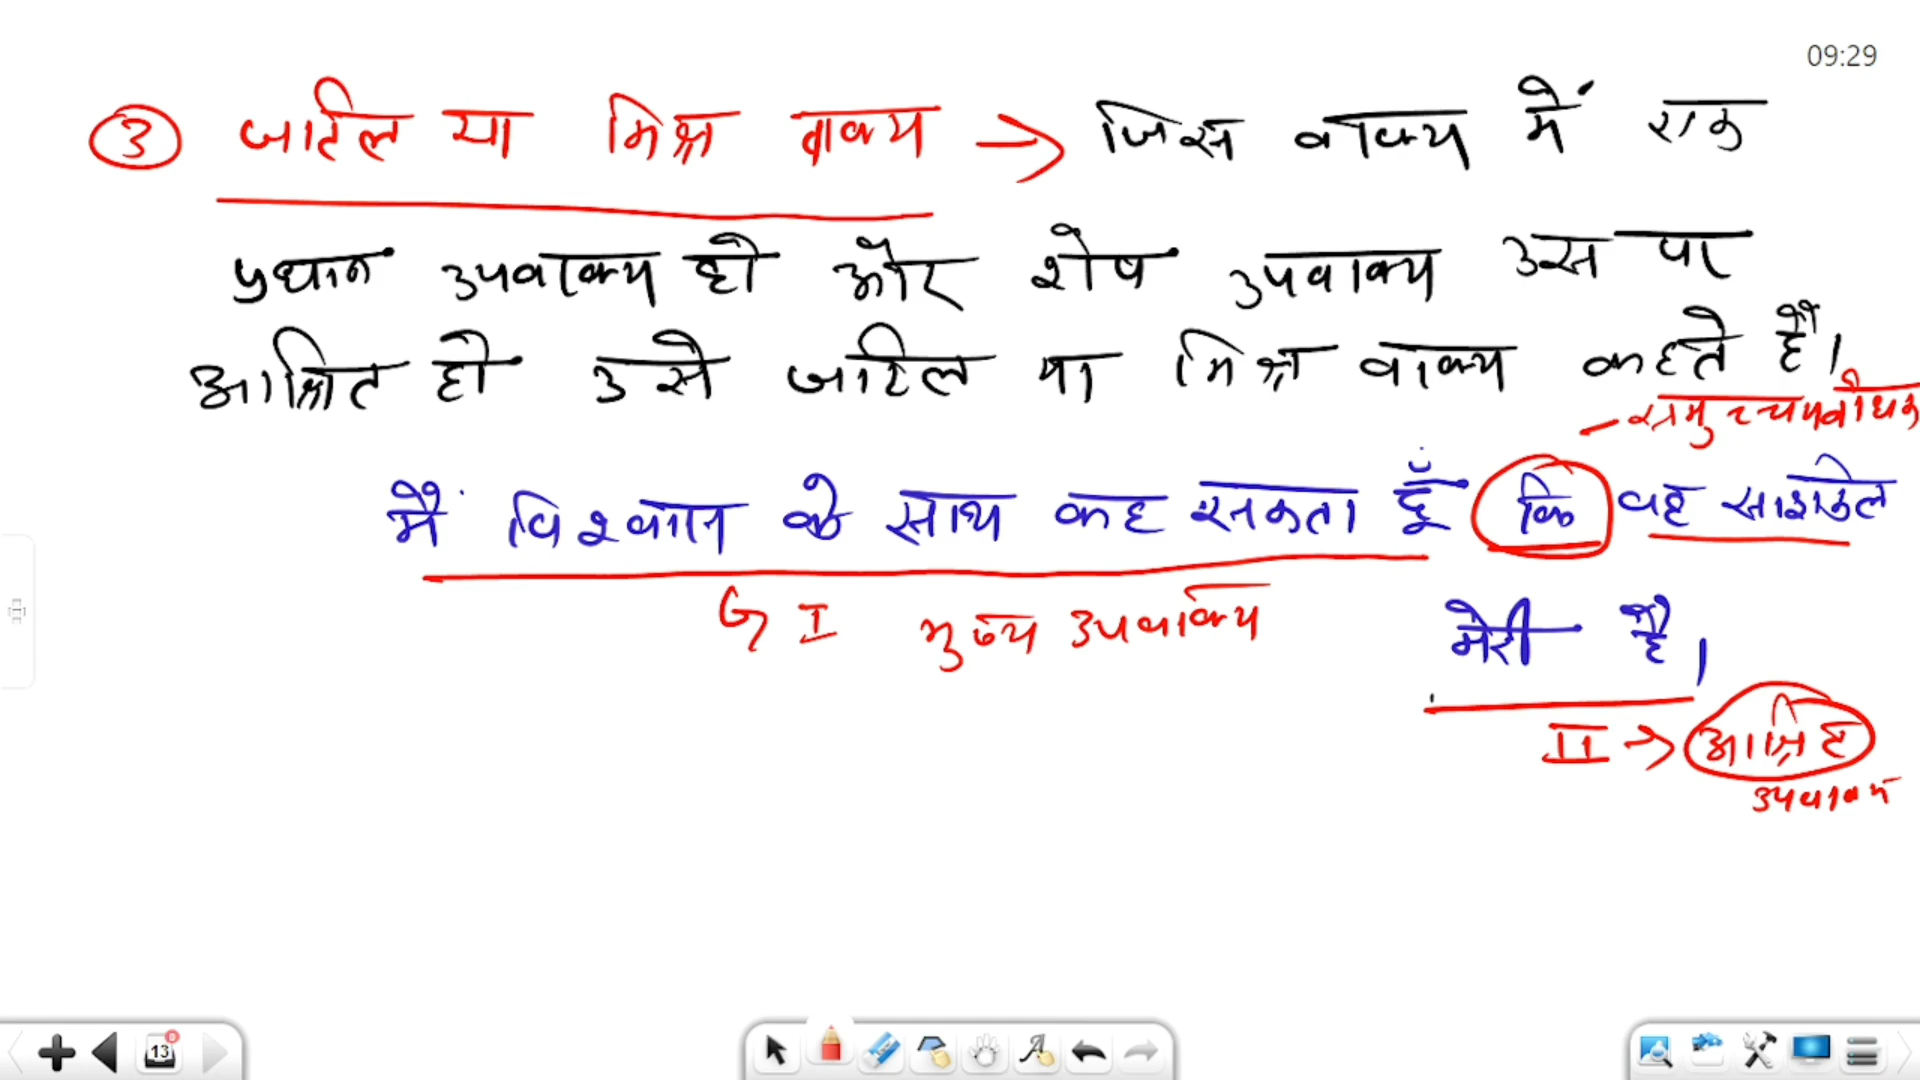 09:29
③ जटिल या मिश्र वाक्य → जिस वाक्य में एक
प्रधान उपवाक्य हो और शेष उपवाक्य उस पर
आश्रित हो उसे जटिल या मिश्र वाक्य कहते हैं।
- समुच्चयबोधक
मैं विश्वास के साथ कह सकता हूँ कि वह साइकिल
मेरी है।
I मुख्य उपवाक्य
II → आश्रित
उपवाक्य
13